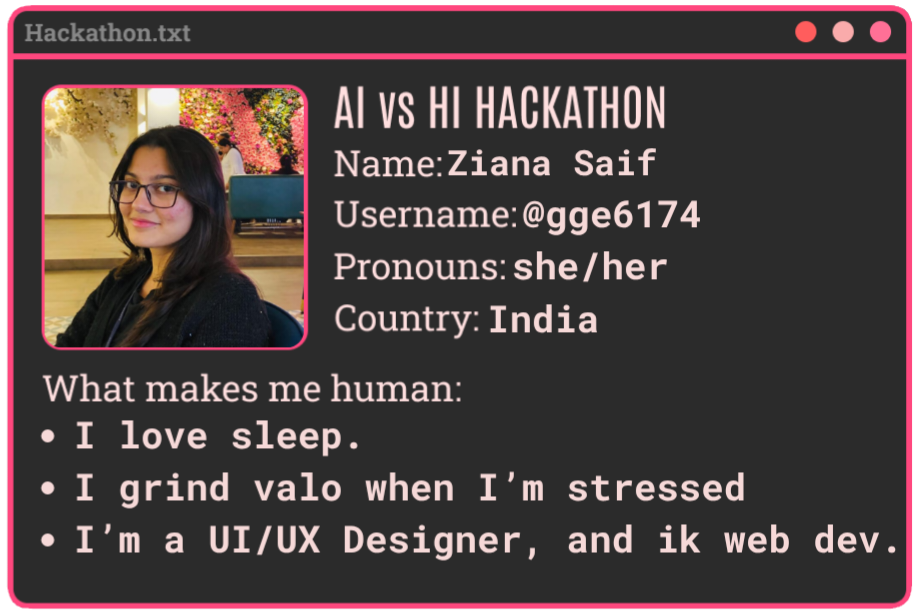 Hackathon.txt
AI vs HI HACKATHON
Name: Ziana Saif
Username: @gge6174
Pronouns: she/her
Country: India
What makes me human:
• I love sleep.
• I grind valo when I’m stressed
• I’m a UI/UX Designer, and ik web dev.